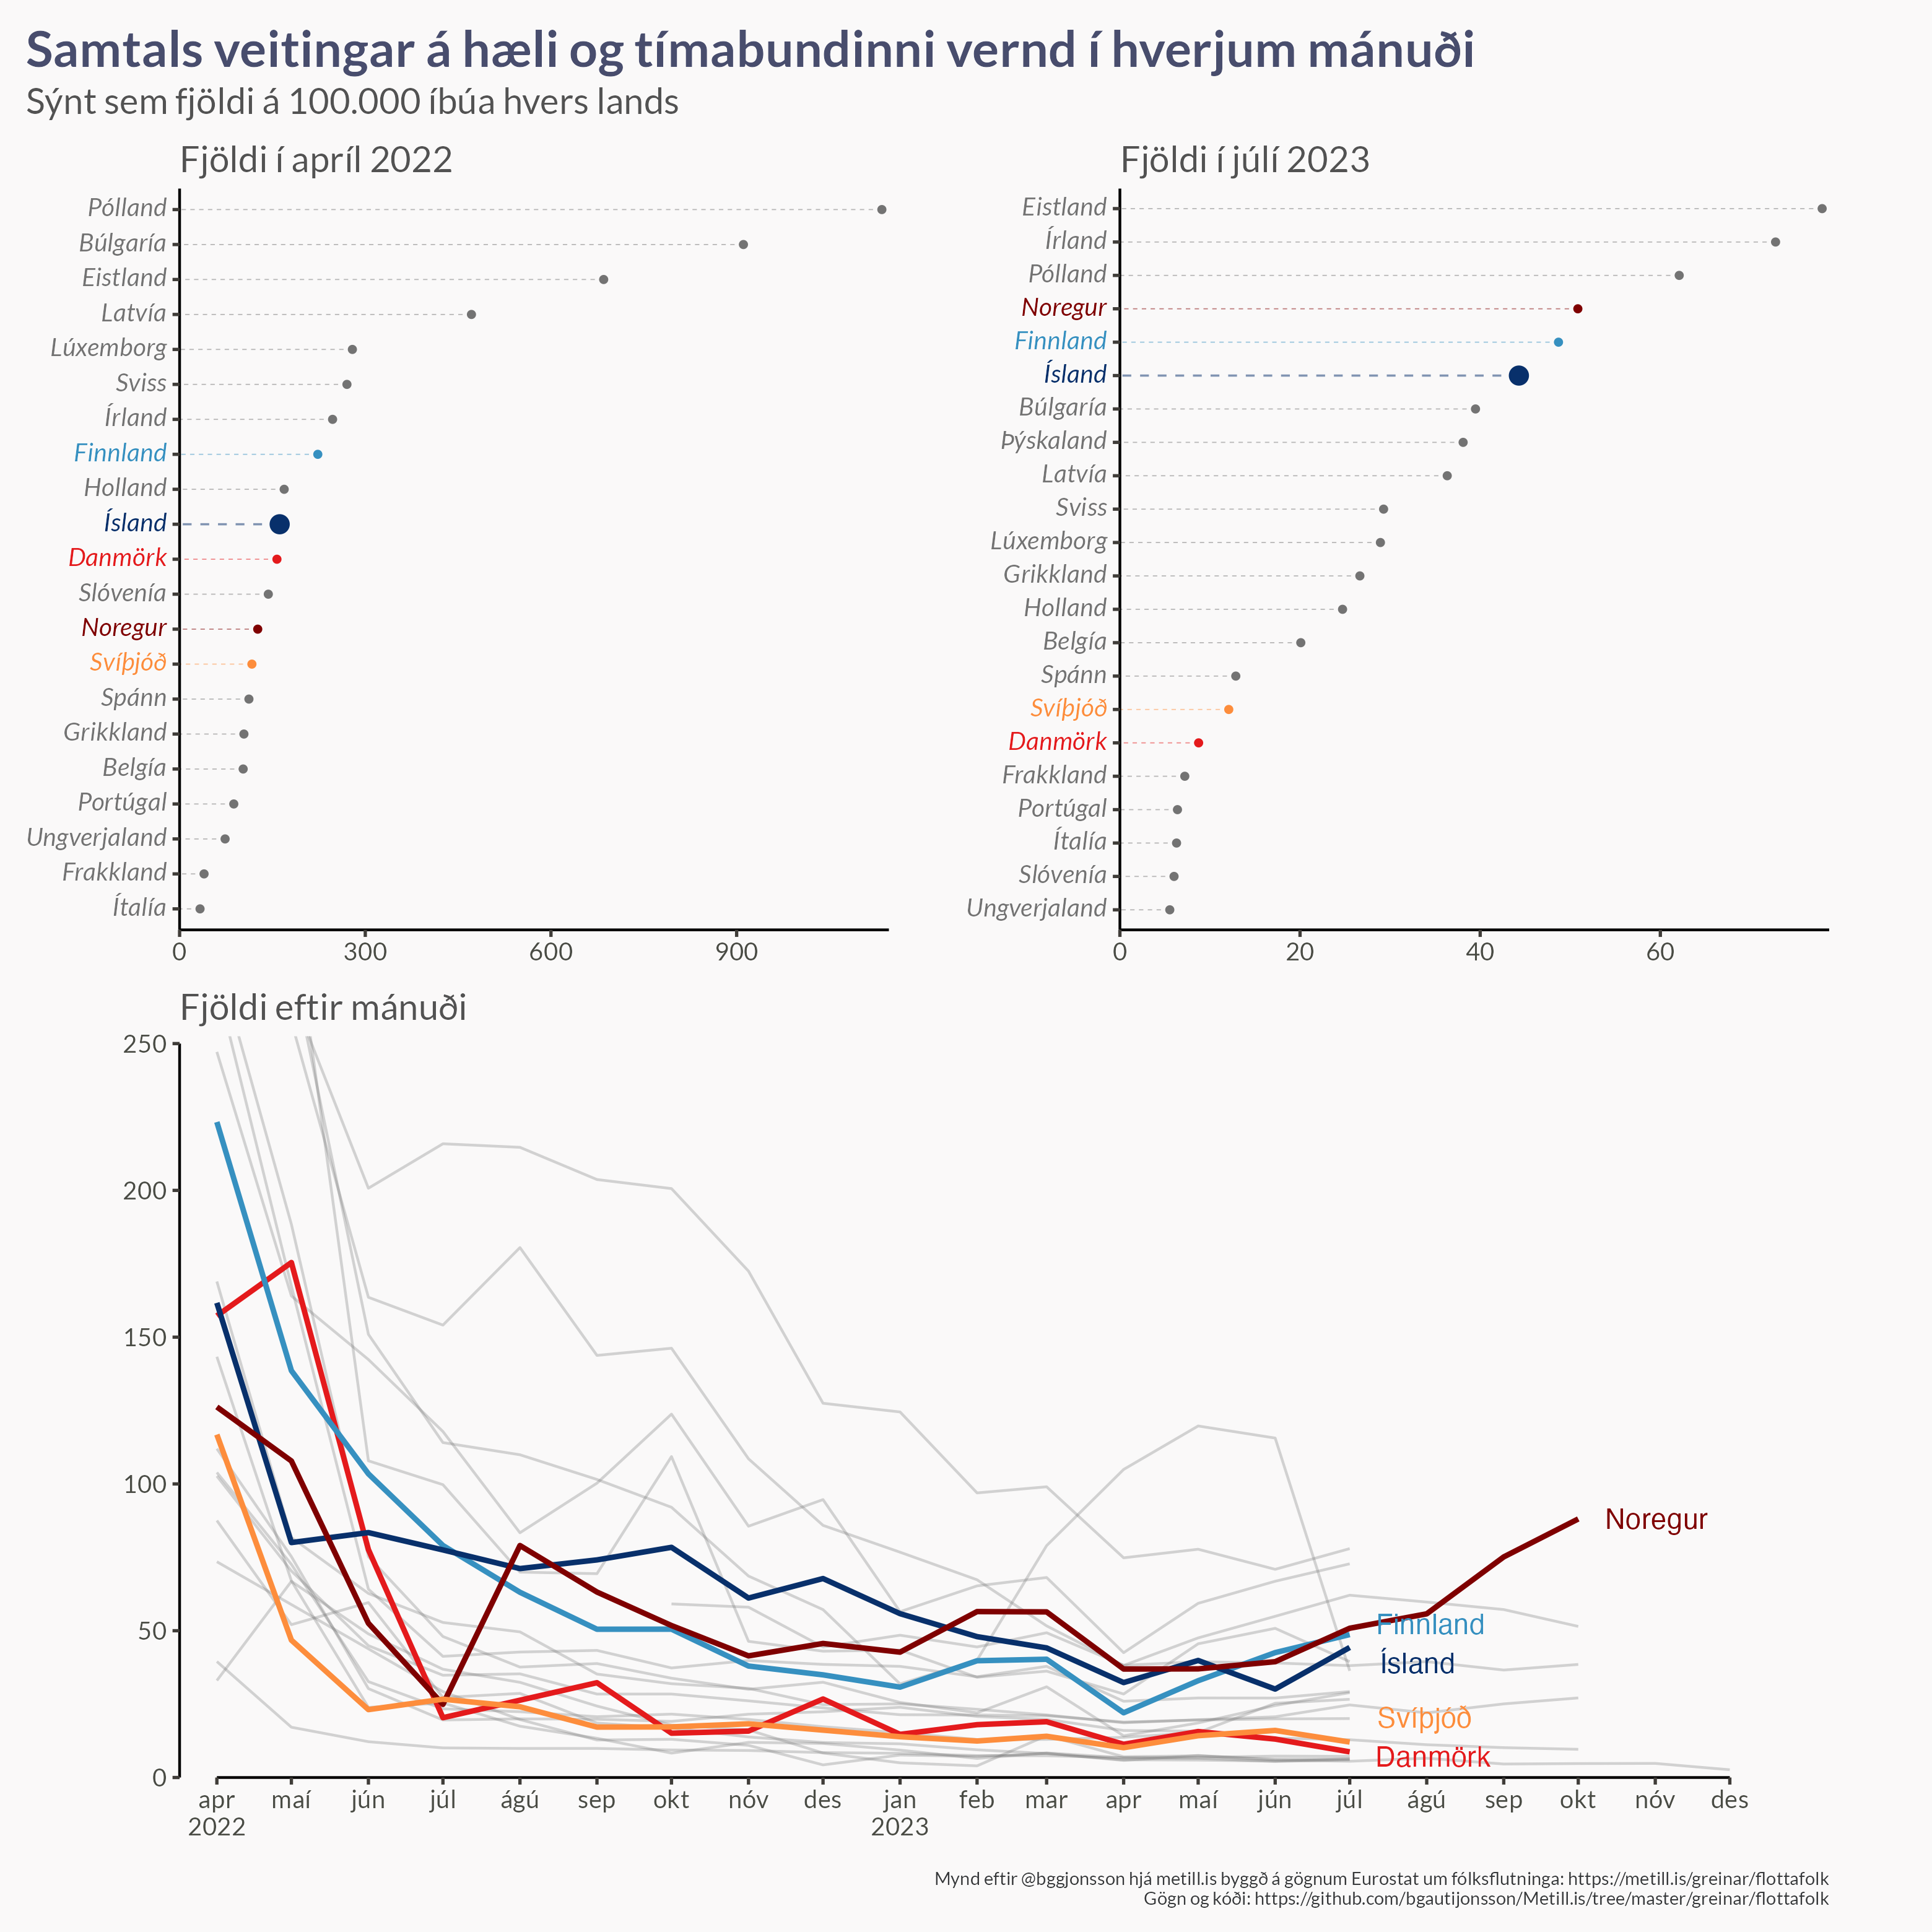 Samtals veitingar á hæli og tímabundinni vernd í hverjum mánuði
Sýnt sem fjöldi á 100.000 íbúa hvers lands
Fjöldi í apríl 2022
Pólland
Búlgaría
Eistland
Latvía
Lúxemborg
Sviss
Írland
Finnland
Holland
Ísland
Danmörk
Slóvenía
Noregur
Svíþjóð
Spánn
Grikkland
Belgía
Portúgal
Ungverjaland
Frakkland
Ítalía
0 300 600 900
Fjöldi í júlí 2023
Eistland
Írland
Pólland
Noregur
Finnland
Ísland
Búlgaría
Þýskaland
Latvía
Sviss
Lúxemborg
Grikkland
Holland
Belgía
Spánn
Svíþjóð
Danmörk
Frakkland
Portúgal
Ítalía
Slóvenía
Ungverjaland
0 20 40 60
Fjöldi eftir mánuði
250
200
150
100
50
0
Noregur
Finnland
Ísland
Svíþjóð
Danmörk
apr maí jún júl ágú sep okt nóv des jan feb mar apr maí jún júl ágú sep okt nóv des
2022 2023
Mynd eftir @bggjonsson hjá metill.is byggð á gögnum Eurostat um fólksflutninga: https://metill.is/greinar/flottafolk
Gögn og kóði: https://github.com/bgautijonsson/Metill.is/tree/master/greinar/flottafolk